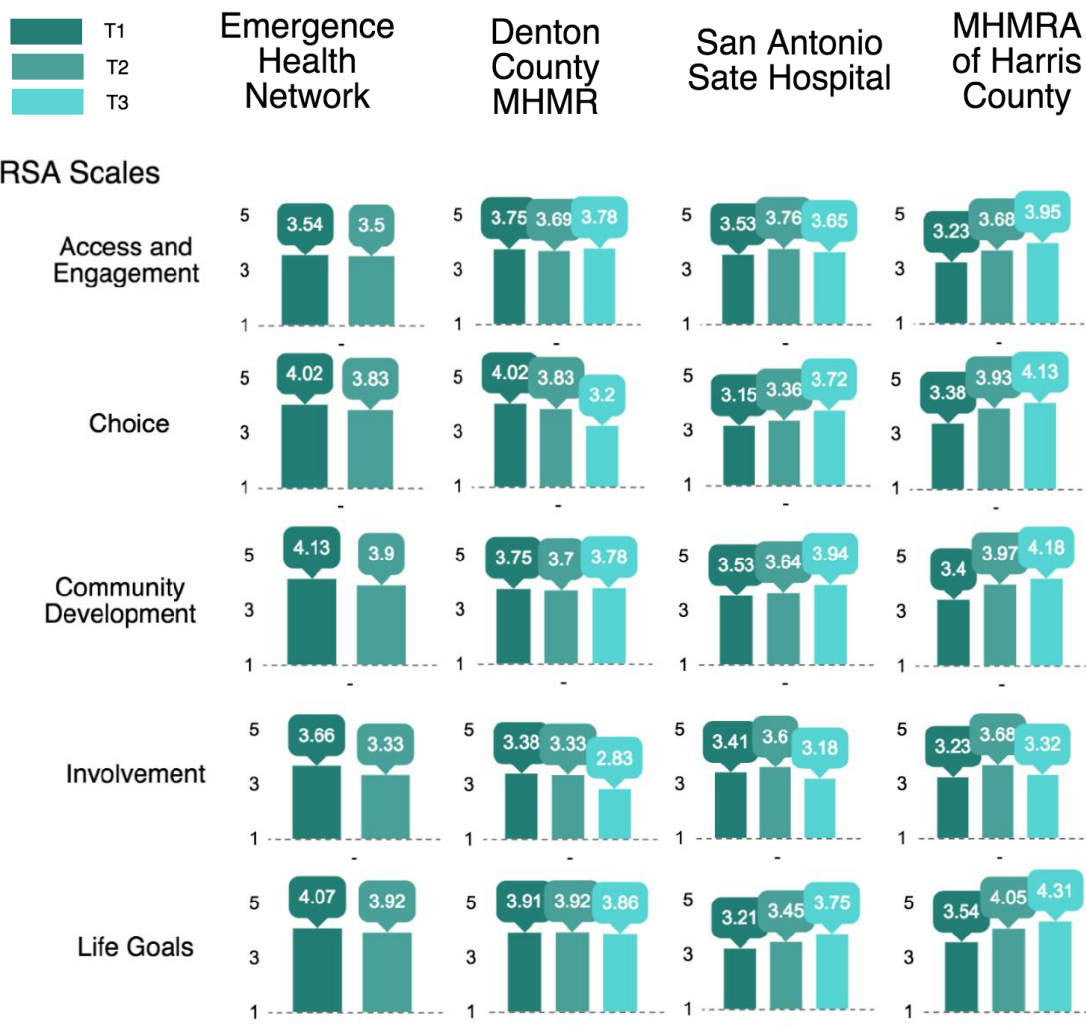 T1
T2
T3
Emergence
Health
Network
Denton
County
MHMR
San Antonio
Sate Hospital
MHMRA
of Harris
County
RSA Scales
Access and
Engagement
5
3
1
3.54 3.5
-
5
3
1
3.75 3.69 3.78
-
5
3
1
3.53 3.76 3.65
-
5
3
1
3.23 3.68 3.95
-
Choice
5
3
1
4.02 3.83
-
5
3
1
4.02 3.83 3.2
-
5
3
1
3.15 3.36 3.72
-
5
3
1
3.38 3.93 4.13
-
Community
Development
5
3
1
4.13 3.9
-
5
3
1
3.75 3.7 3.78
-
5
3
1
3.53 3.64 3.94
-
5
3
1
3.4 3.97 4.18
-
Involvement
5
3
1
3.66 3.33
-
5
3
1
3.38 3.33 2.83
-
5
3
1
3.41 3.6 3.18
-
5
3
1
3.23 3.68 3.32
-
Life Goals
5
3
1
4.07 3.92
5
3
1
3.91 3.92 3.86
5
3
1
3.21 3.45 3.75
5
3
1
3.54 4.05 4.31